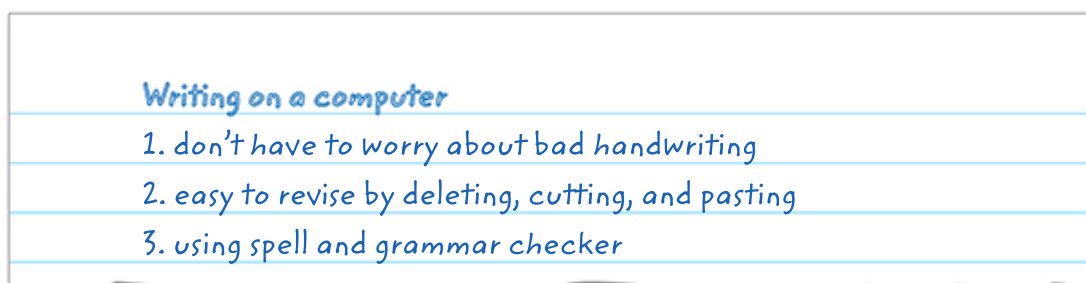 Writing on a computer
1. don't have to worry about bad handwriting
2. easy to revise by deleting, cutting, and pasting
3. using spell and grammar checker